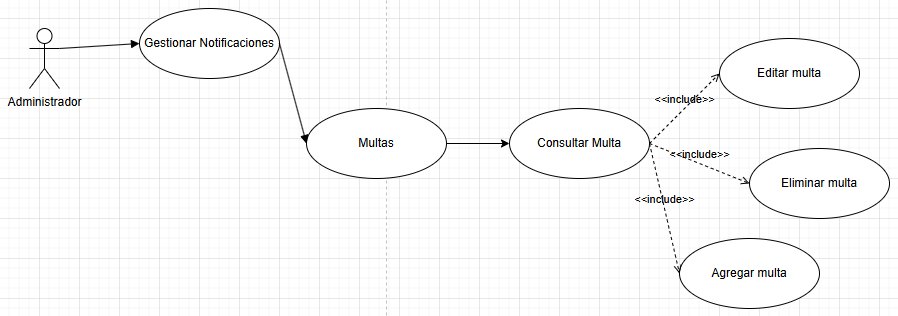 Gestionar Notificaciones
Administrador
Multas
Consultar Multa
<<include>>
Editar multa
<<include>>
Eliminar multa
<<include>>
Agregar multa